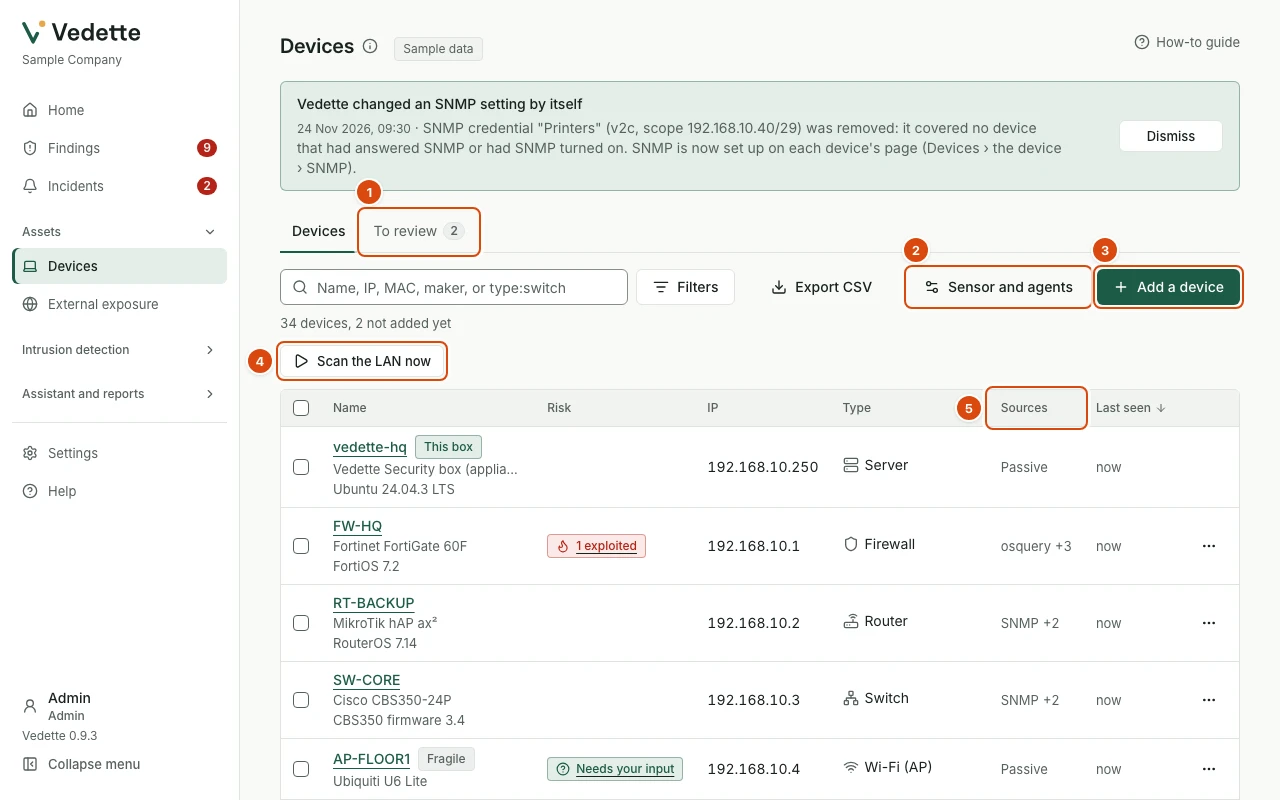 Vedette
Sample Company
Home
Findings 9
Incidents 2
Assets
Devices
External exposure
Intrusion detection
Assistant and reports
Settings
Help
Admin
Admin
Vedette 0.9.3
Collapse menu
Devices Sample data
How-to guide
Vedette changed an SNMP setting by itself
24 Nov 2026, 09:30 · SNMP credential "Printers" (v2c, scope 192.168.10.40/29) was removed: it covered no device
that had answered SNMP or had SNMP turned on. SNMP is now set up on each device's page (Devices › the device
› SNMP).
Dismiss
1
Devices To review 2
2 3
Name, IP, MAC, maker, or type:switch Filters Export CSV Sensor and agents Add a device
34 devices, 2 not added yet
4 Scan the LAN now
Name Risk IP Type 5 Sources Last seen ↓
vedette-hq This box
Vedette Security box (applia... 192.168.10.250 Server Passive now
Ubuntu 24.04.3 LTS
FW-HQ
Fortinet FortiGate 60F 1 exploited 192.168.10.1 Firewall osquery +3 now
FortiOS 7.2
RT-BACKUP
MikroTik hAP ax² 192.168.10.2 Router SNMP +2 now
RouterOS 7.14
SW-CORE
Cisco CBS350-24P 192.168.10.3 Switch SNMP +2 now
CBS350 firmware 3.4
AP-FLOOR1 Fragile
Ubiquiti U6 Lite Needs your input 192.168.10.4 Wi-Fi (AP) Passive now